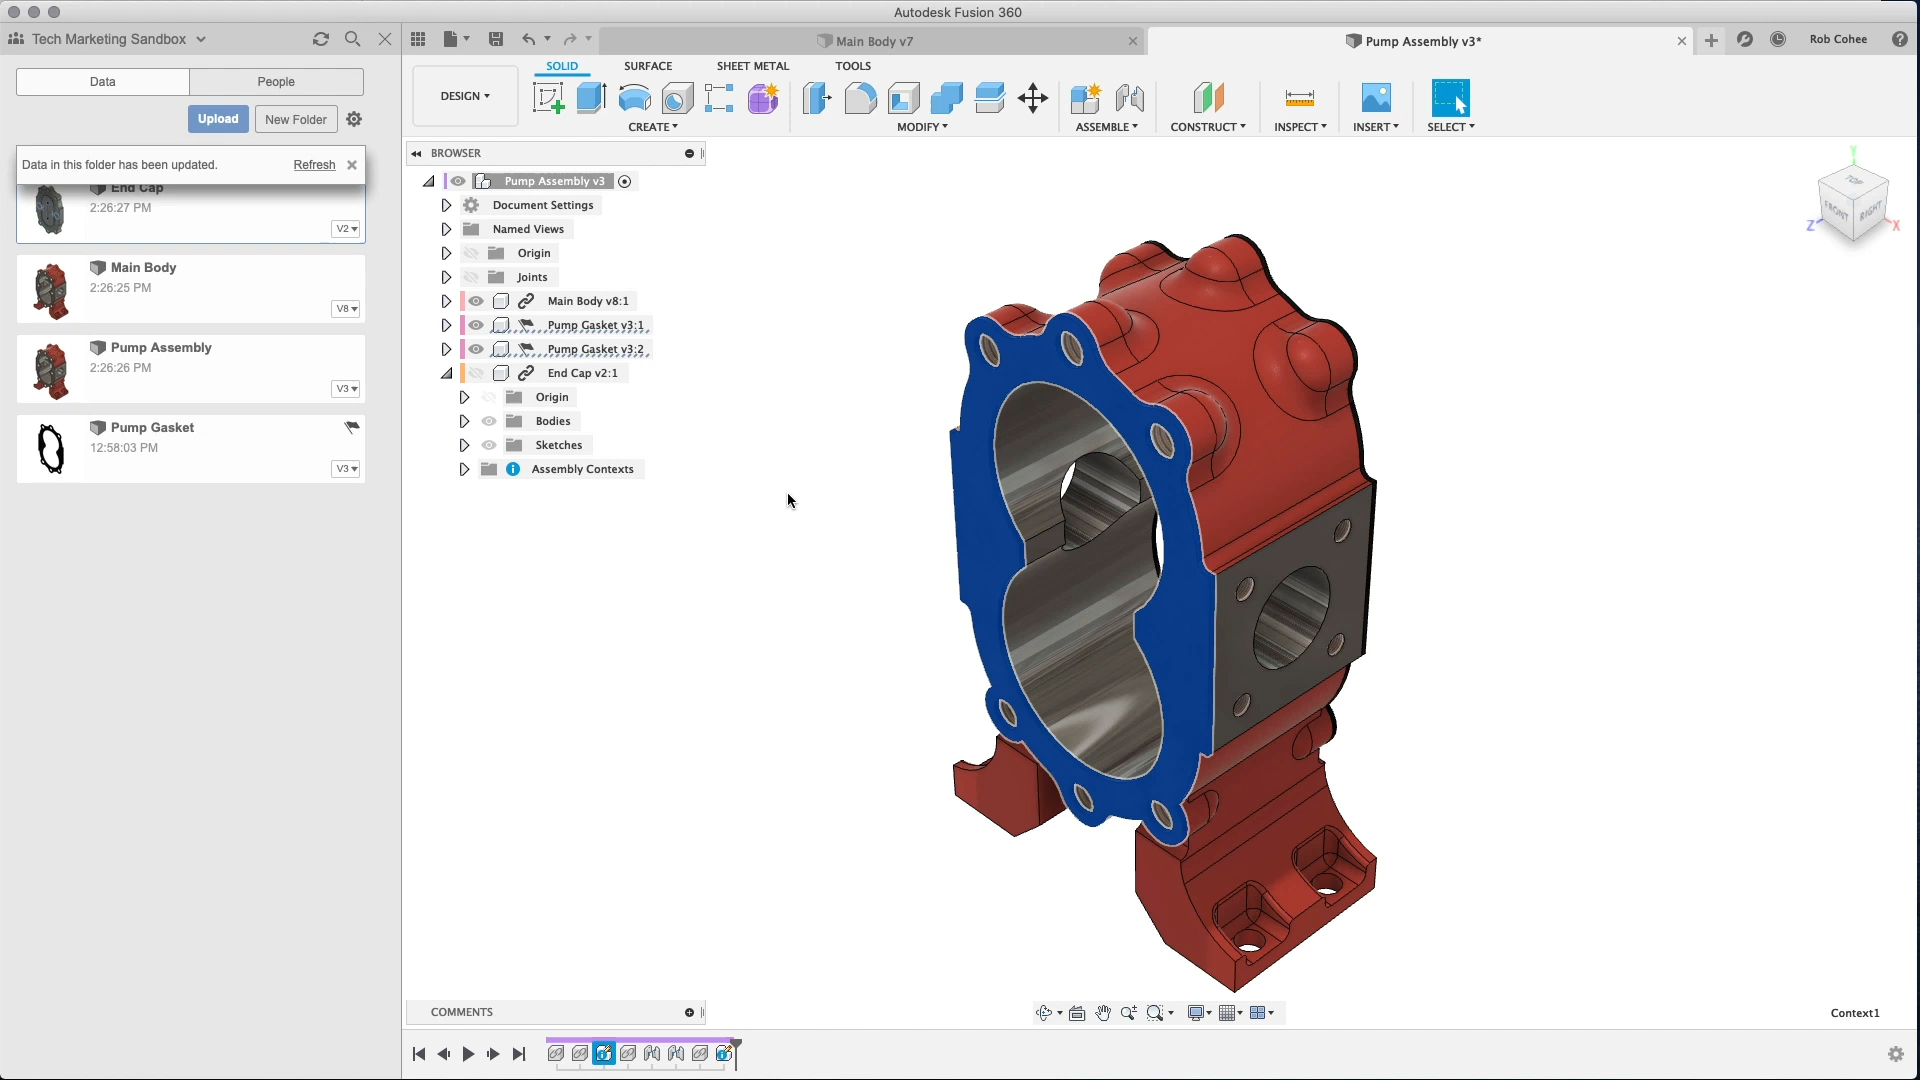 Autodesk Fusion 360
Tech Marketing Sandbox
Main Body v7
Pump Assembly v3*
Rob Cohee
Data
People
Upload
New Folder
Data in this folder has been updated.
Refresh
End Cap
2:26:27 PM
V2
Main Body
2:26:25 PM
V8
Pump Assembly
2:26:26 PM
V3
Pump Gasket
12:58:03 PM
V3
SOLID
SURFACE
SHEET METAL
TOOLS
DESIGN
CREATE
MODIFY
ASSEMBLE
CONSTRUCT
INSPECT
INSERT
SELECT
BROWSER
Pump Assembly v3
Document Settings
Named Views
Origin
Joints
Main Body v8:1
Pump Gasket v3:1
Pump Gasket v3:2
End Cap v2:1
Origin
Bodies
Sketches
Assembly Contexts
Y
TOP
FRONT
RIGHT
Z
X
COMMENTS
Context1